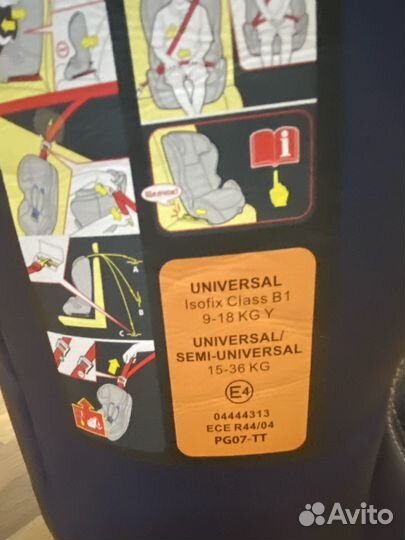 Щелчок!
i
A
B
C
UNIVERSAL
Isofix Class B1
9-18 KG Y
UNIVERSAL/
SEMI-UNIVERSAL
15-36 KG
E4
04444313
ECE R44/04
PG07-TT
Avito